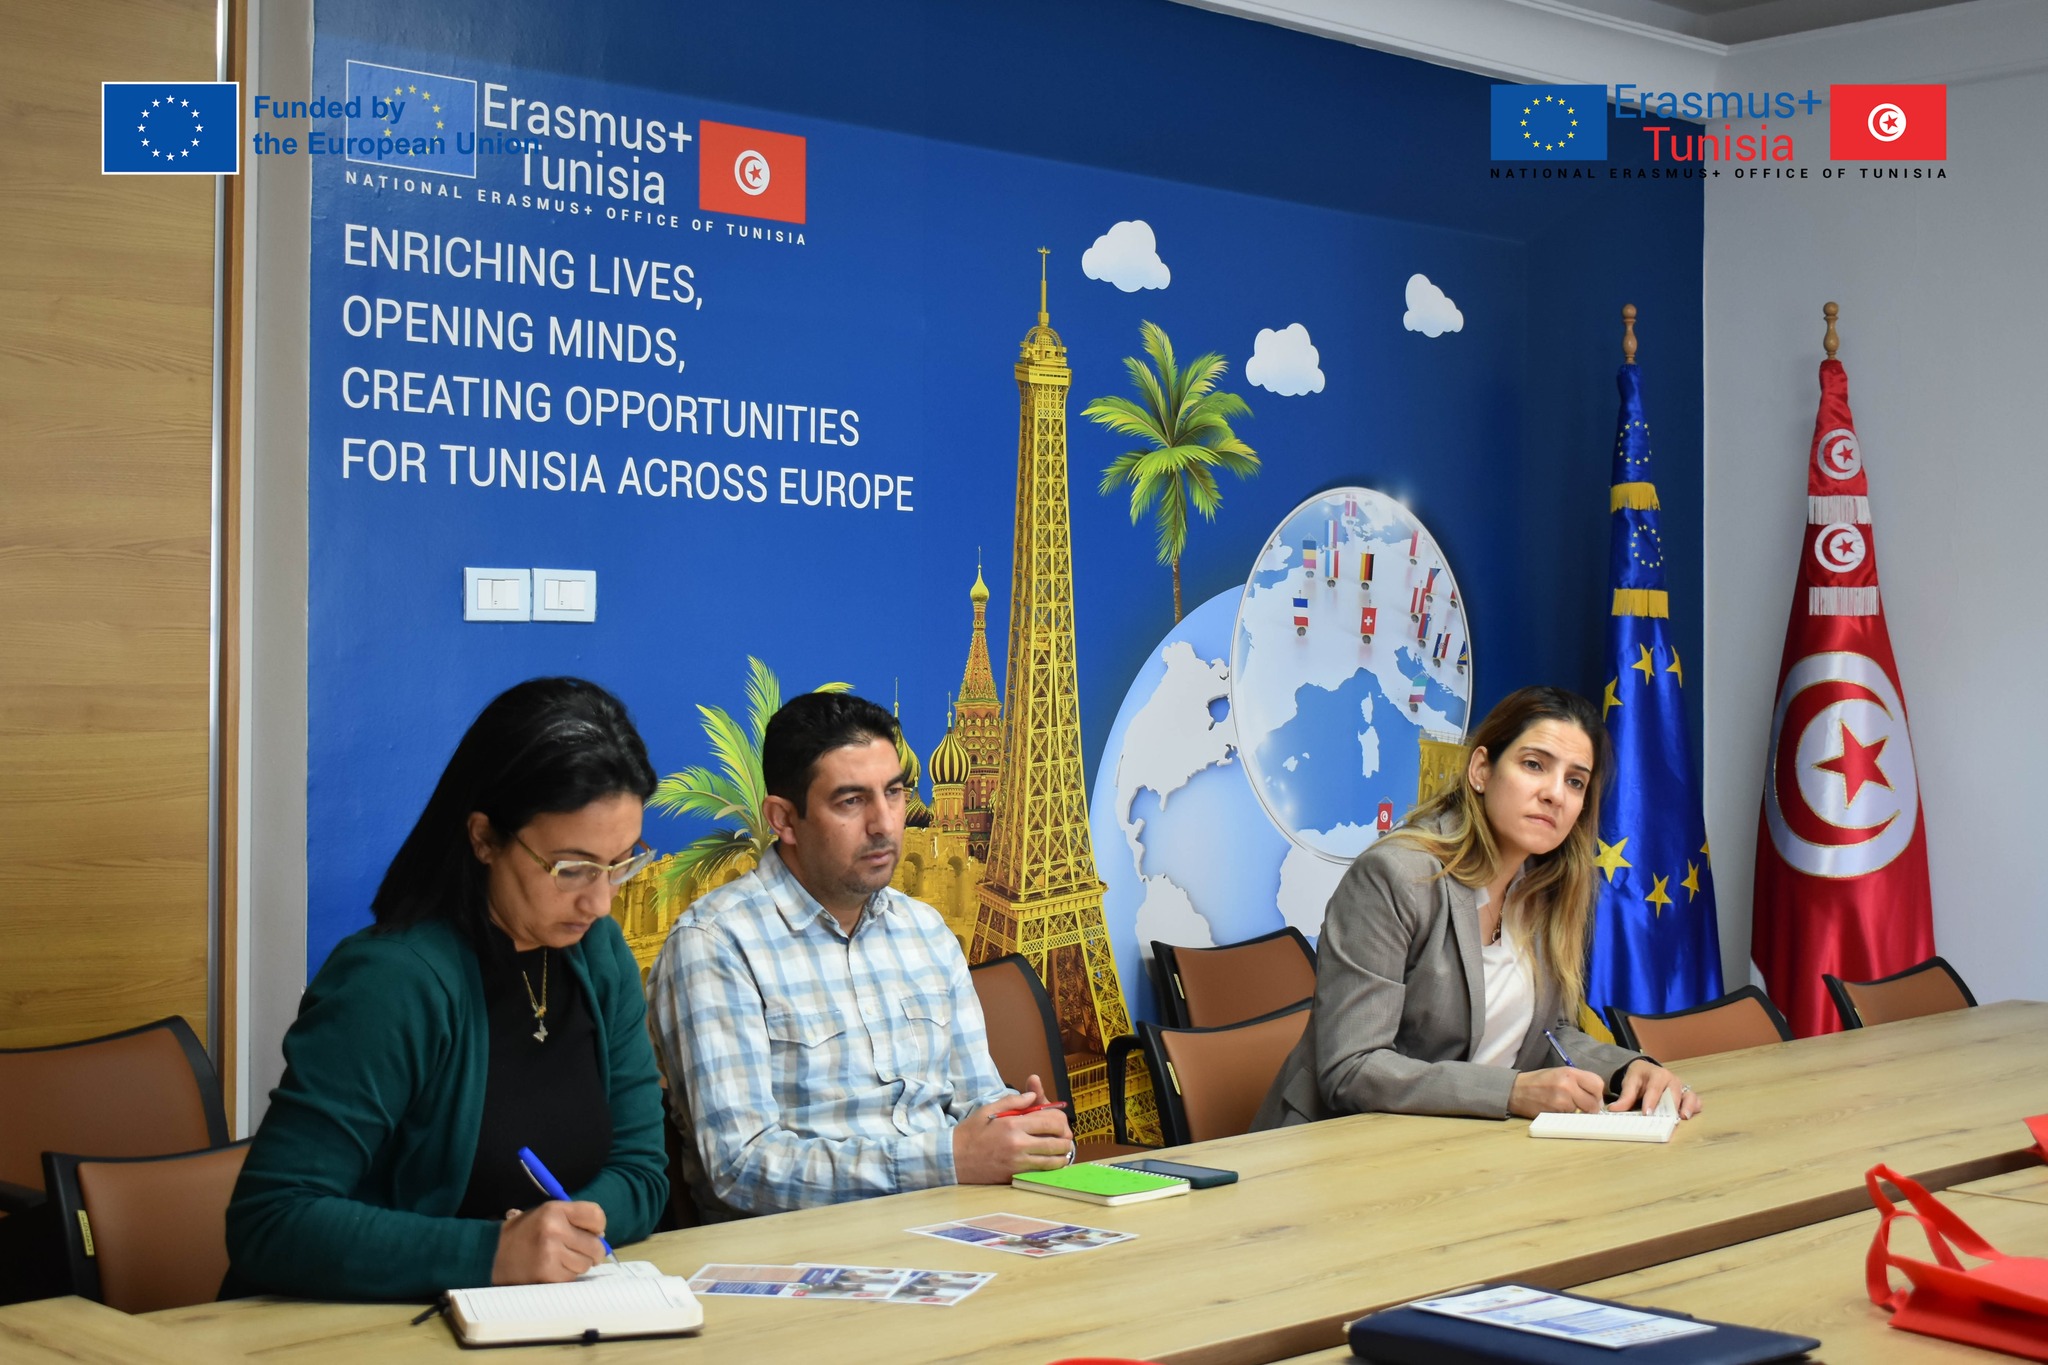 Funded by
the European Union
Erasmus+
Tunisia
NATIONAL ERASMUS+ OFFICE OF TUNISIA
Erasmus+
Tunisia
NATIONAL ERASMUS+ OFFICE OF TUNISIA
ENRICHING LIVES,
OPENING MINDS,
CREATING OPPORTUNITIES
FOR TUNISIA ACROSS EUROPE